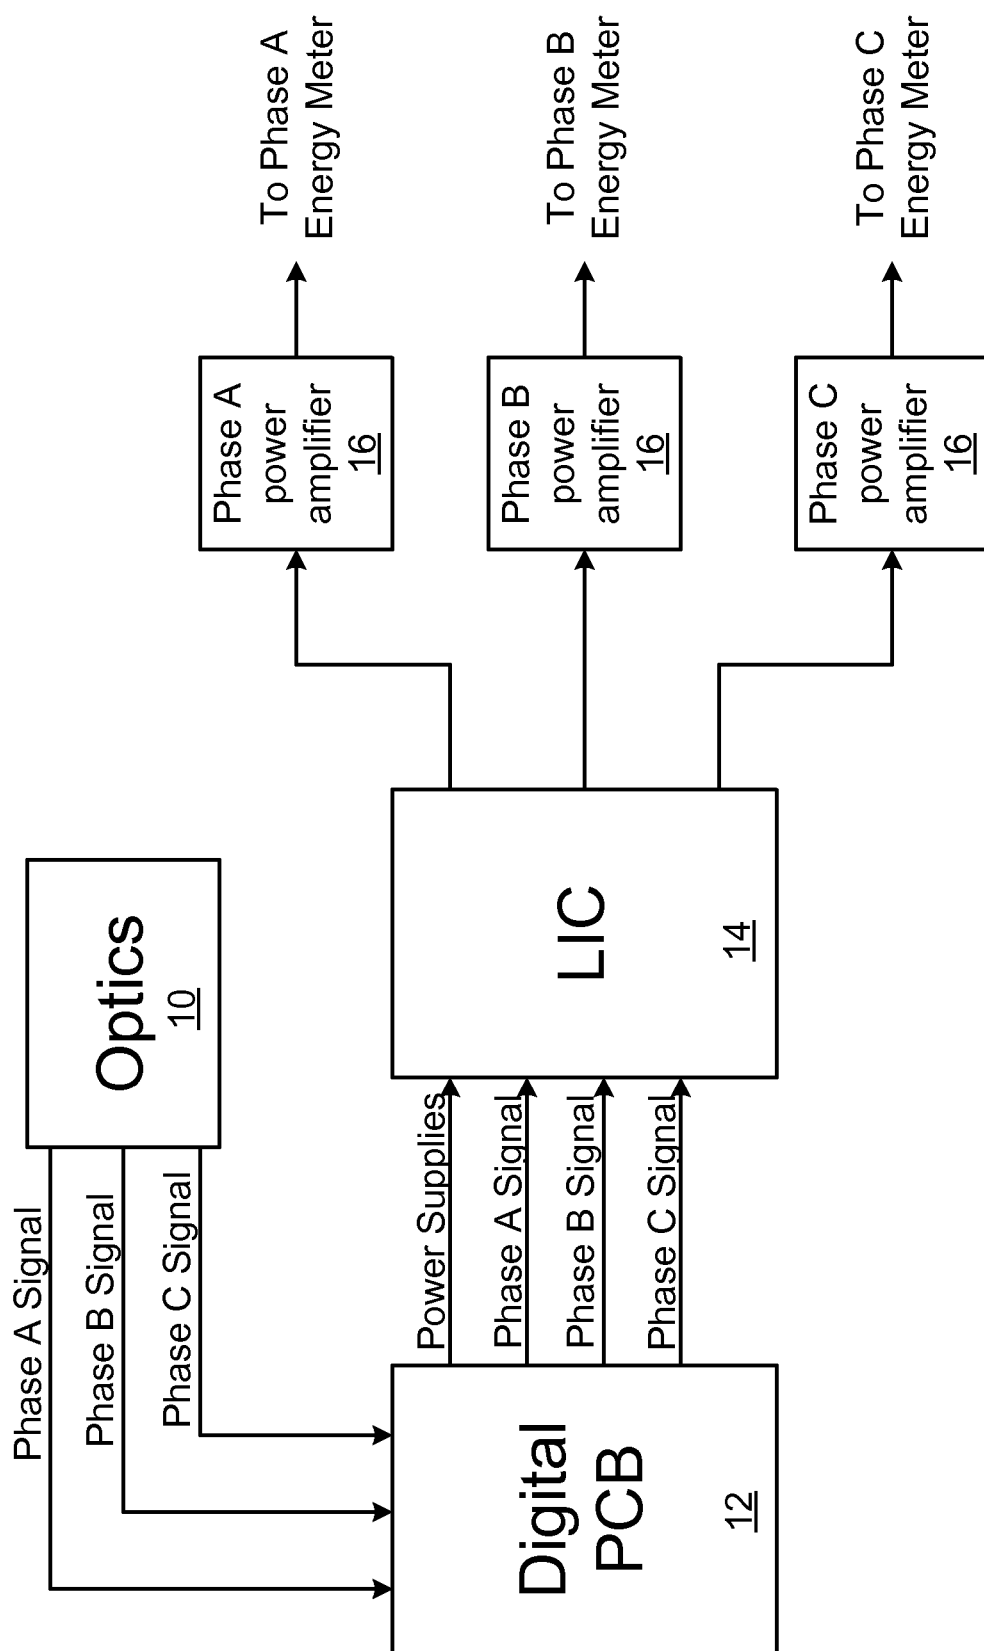 Optics
10
Phase A Signal
Phase B Signal
Phase C Signal
Digital
PCB
12
Power Supplies
Phase A Signal
Phase B Signal
Phase C Signal
LIC
14
Phase A
power
amplifier
16
To Phase A
Energy Meter
Phase B
power
amplifier
16
To Phase B
Energy Meter
Phase C
power
amplifier
16
To Phase C
Energy Meter